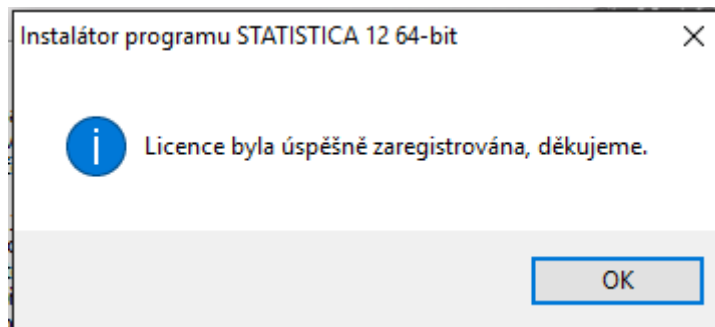 Instalátor programu STATISTICA 12 64-bit
Licence byla úspěšně zaregistrována, děkujeme.
OK